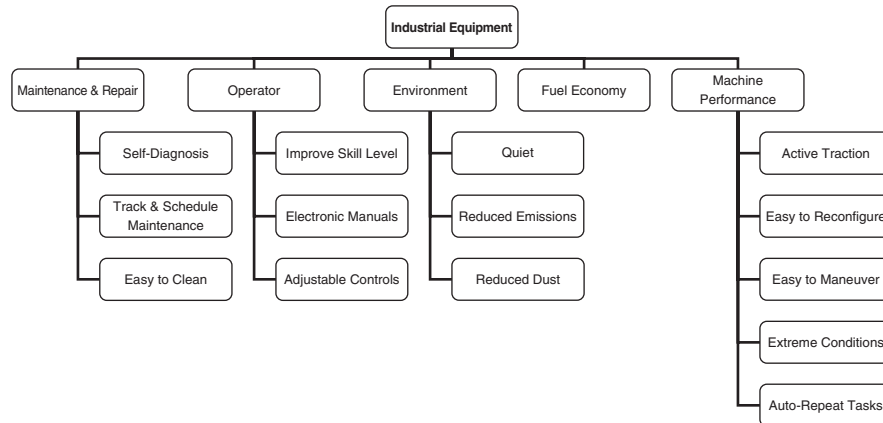 Industrial Equipment
Maintenance & Repair
Operator
Environment
Fuel Economy
Machine
Performance
Self-Diagnosis
Track & Schedule
Maintenance
Easy to Clean
Improve Skill Level
Electronic Manuals
Adjustable Controls
Quiet
Reduced Emissions
Reduced Dust
Active Traction
Easy to Reconfigure
Easy to Maneuver
Extreme Conditions
Auto-Repeat Tasks